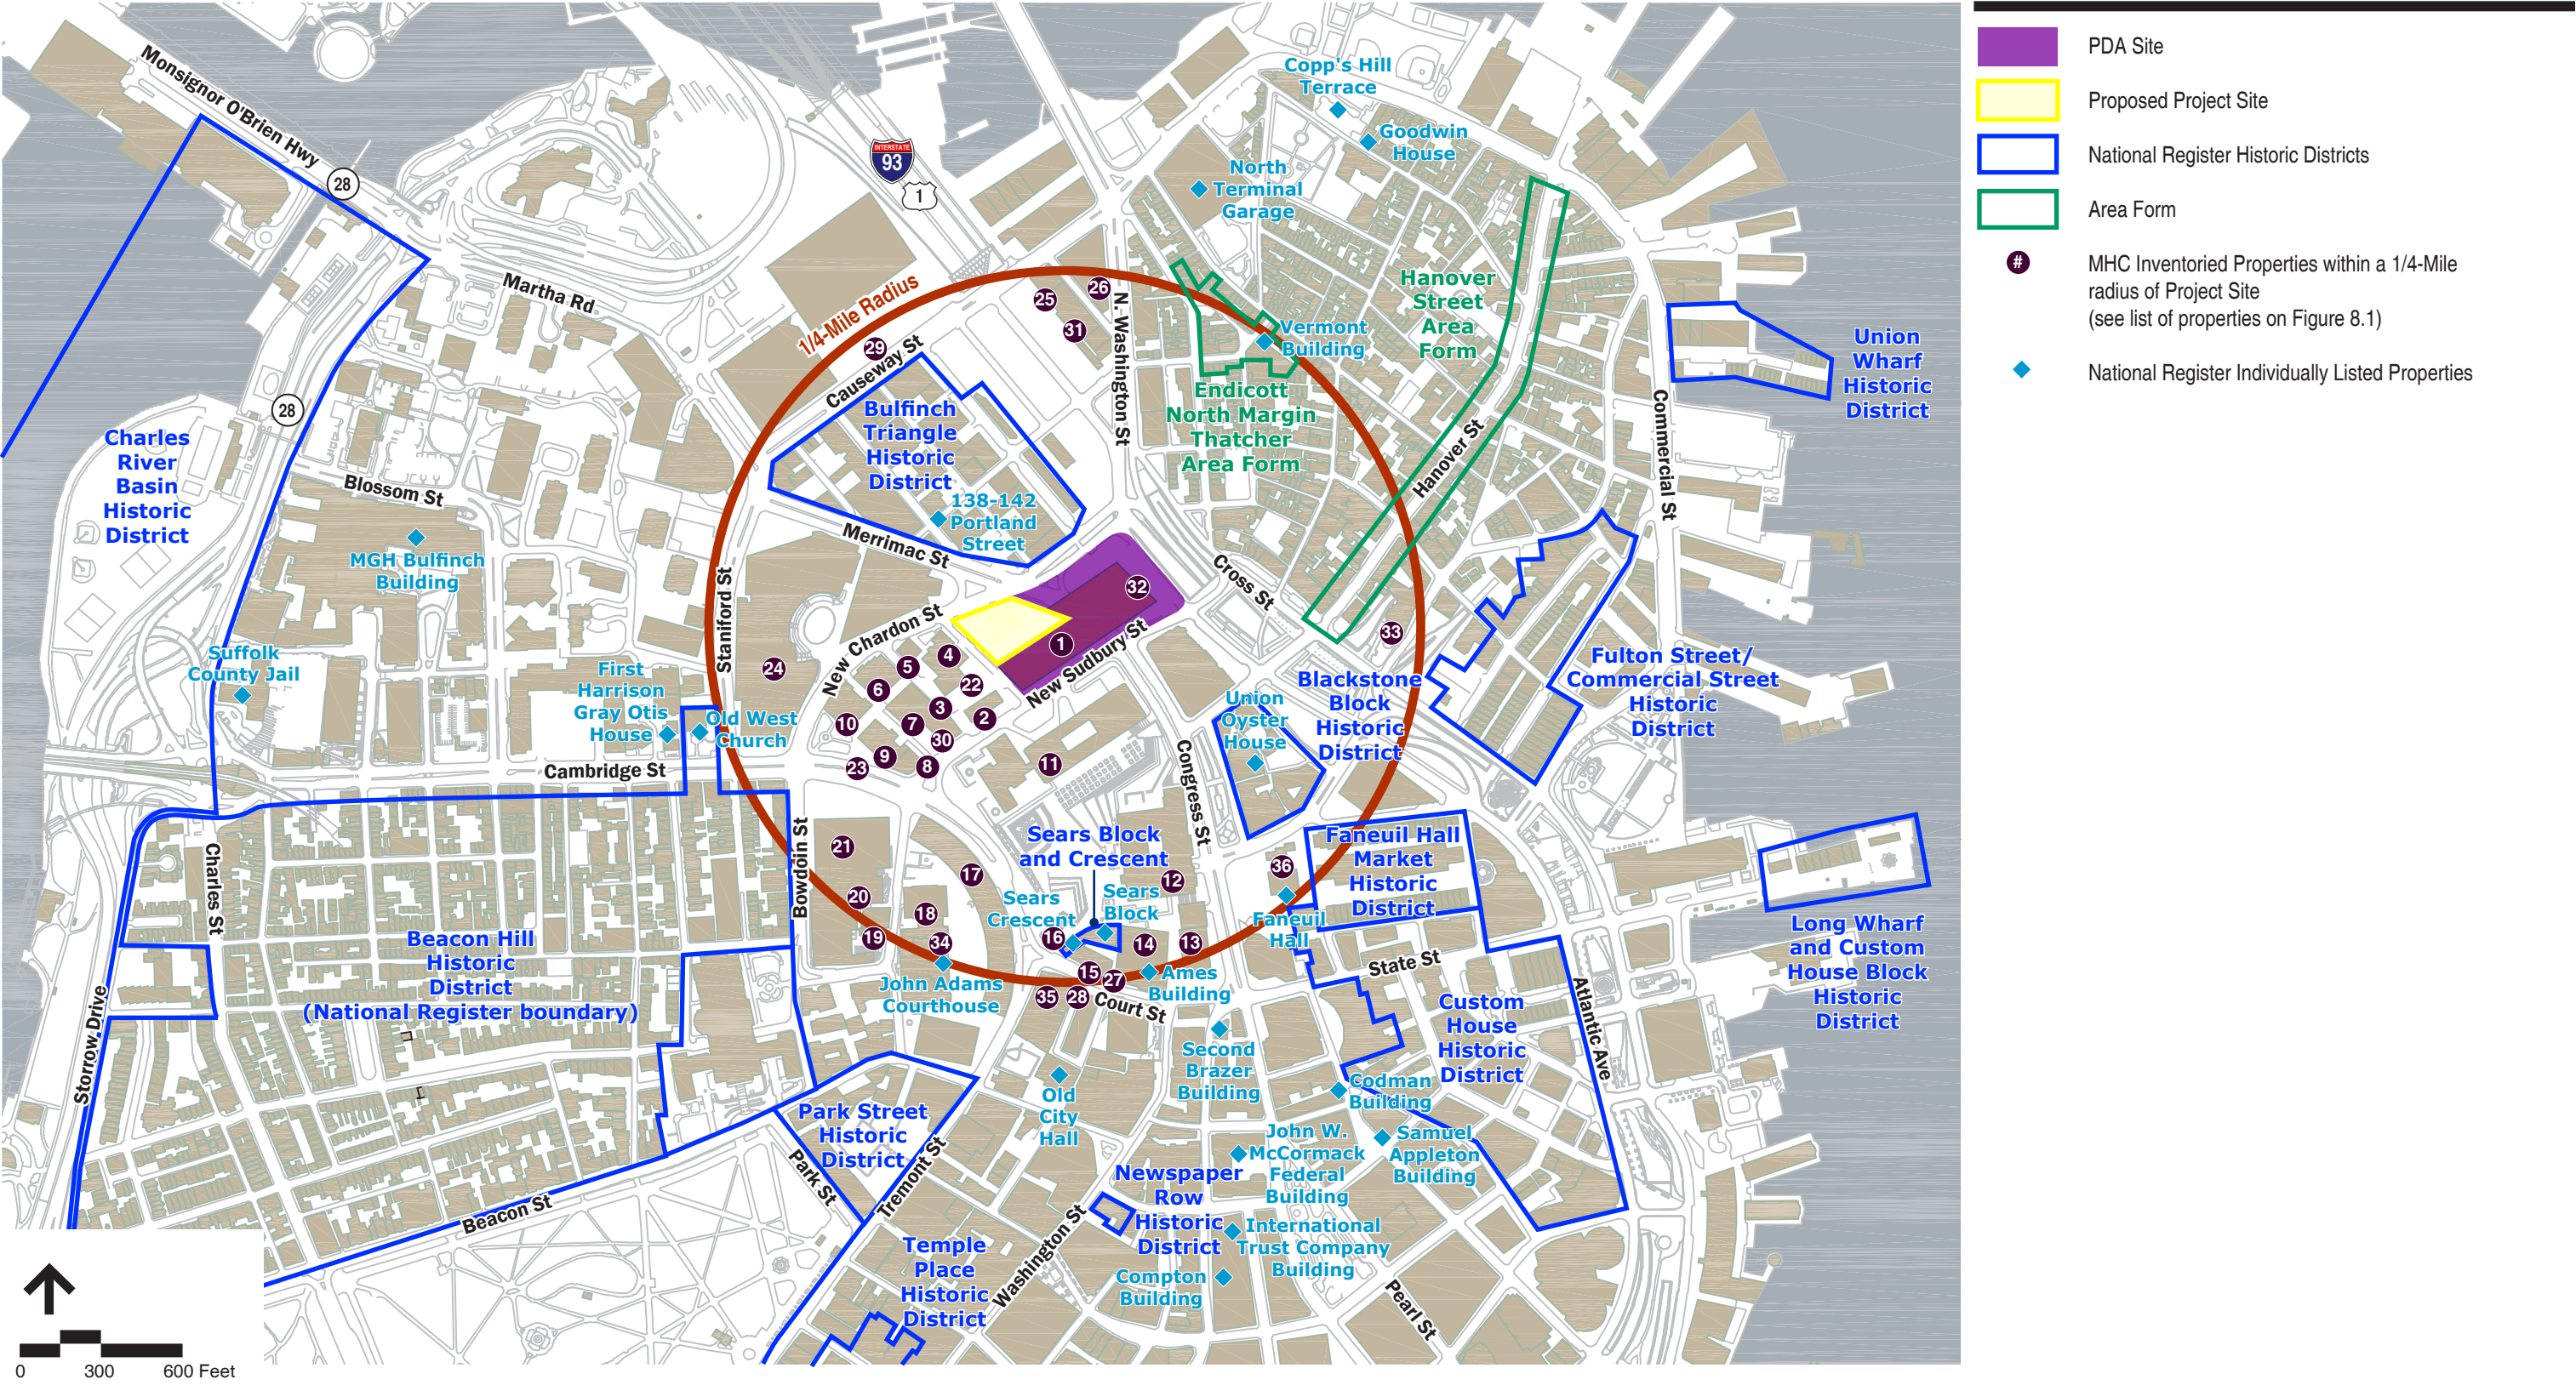 Monsignor O'Brien Hwy
28
28
INTERSTATE
93
1
Martha Rd
Copp's Hill
Terrace
Goodwin
House
North
Terminal
Garage
1/4-Mile Radius
25
26
31
29
N. Washington St
Causeway St
Hanover
Street
Area
Form
Vermont
Building
Endicott
North Margin
Thatcher
Area Form
Hanover St
Commercial St
Union
Wharf
Historic
District
Charles
River
Basin
Historic
District
Blossom St
MGH Bulfinch
Building
Bulfinch
Triangle
Historic
District
138-142
Portland
Street
Merrimac St
Staniford St
New Chardon St
Cross St
32
1
New Sudbury St
33
24
4
5
6
22
3
2
10
7
30
9
8
23
11
Suffolk
County Jail
First
Harrison
Gray Otis
House
Old West
Church
Cambridge St
Union
Oyster
House
Blackstone
Block
Historic
District
Fulton Street/
Commercial Street
Historic
District
Congress St
Sears Block
and Crescent
Sears
Crescent
Sears
Block
Faneuil Hall
Market
Historic
District
36
Faneuil
Hall
Bowdoin St
21
20
19
17
18
34
12
16
14
13
15
27
35
28
John Adams
Courthouse
Ames
Building
Court St
State St
Charles St
Storrow Drive
Beacon Hill
Historic
District
(National Register boundary)
Long Wharf
and Custom
House Block
Historic
District
Custom
House
Historic
District
Atlantic Ave
Second
Brazer
Building
Old
City
Hall
Codman
Building
Samuel
Appleton
Building
John W.
McCormack
Federal
Building
Park Street
Historic
District
Park St
Tremont St
Beacon St
Newspaper
Row
Historic
District
International
Trust Company
Building
Compton
Building
Temple
Place
Historic
District
Washington St
Pearl St
0 300 600 Feet
PDA Site
Proposed Project Site
National Register Historic Districts
Area Form
#
MHC Inventoried Properties within a 1/4-Mile
radius of Project Site
(see list of properties on Figure 8.1)
National Register Individually Listed Properties